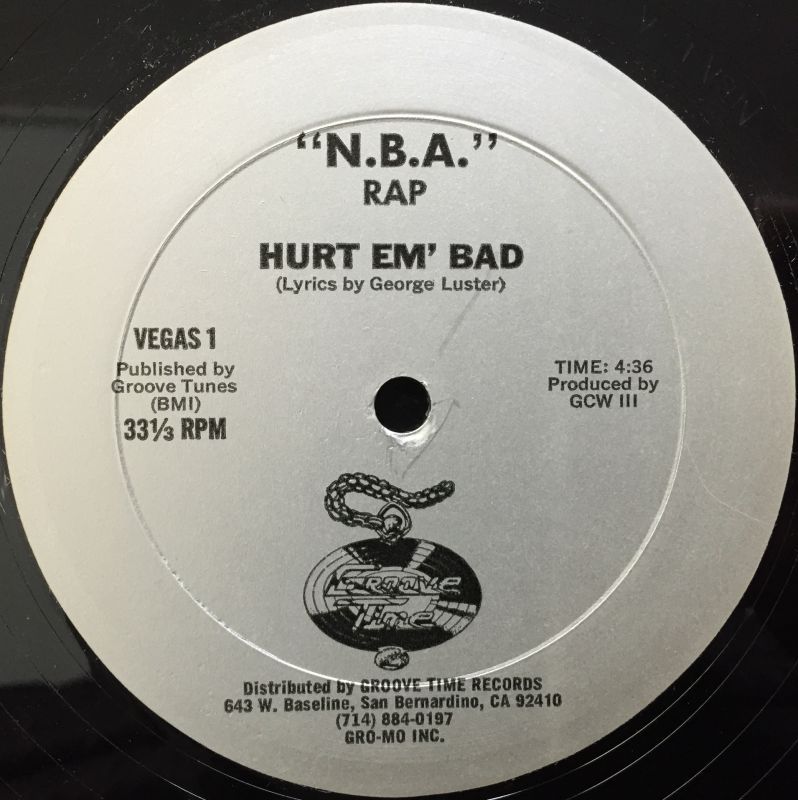 “N.B.A.”
RAP
HURT EM' BAD
(Lyrics by George Luster)
VEGAS 1
Published by
Groove Tunes
(BMI)
33⅓ RPM
TIME: 4:36
Produced by
GCW III
GROOVE
TIME
Distributed by GROOVE TIME RECORDS
643 W. Baseline, San Bernardino, CA 92410
(714) 884-0197
GRO-MO INC.